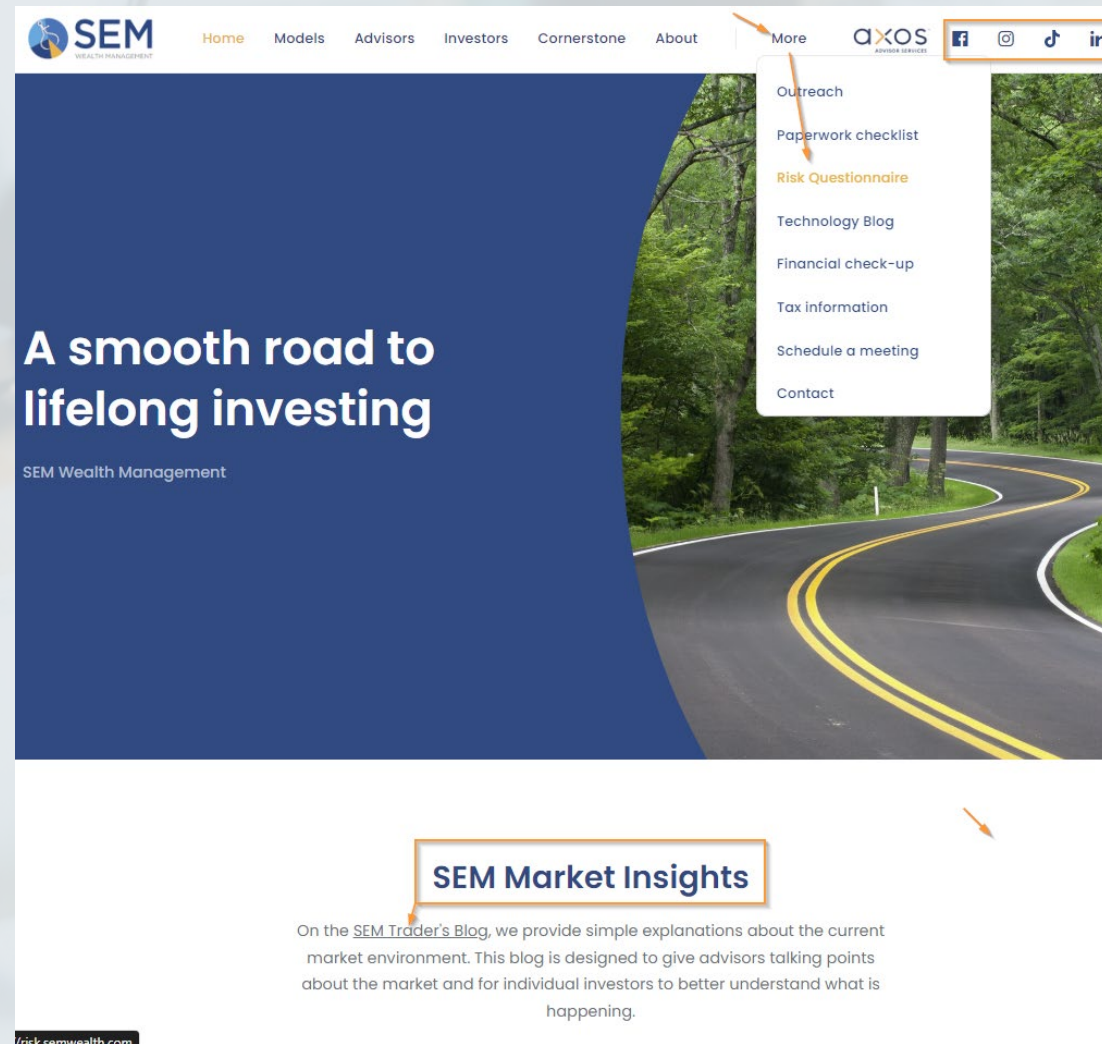 SEM
WEALTH MANAGEMENT
Home Models Advisors Investors Cornerstone About More
axos
ADVISOR SERVICES
Outreach
Paperwork checklist
Risk Questionnaire
Technology Blog
Financial check-up
Tax information
Schedule a meeting
Contact
A smooth road to
lifelong investing
SEM Wealth Management
SEM Market Insights
On the SEM Trader's Blog, we provide simple explanations about the current
market environment. This blog is designed to give advisors talking points
about the market and for individual investors to better understand what is
happening.
/risk.semwealth.com